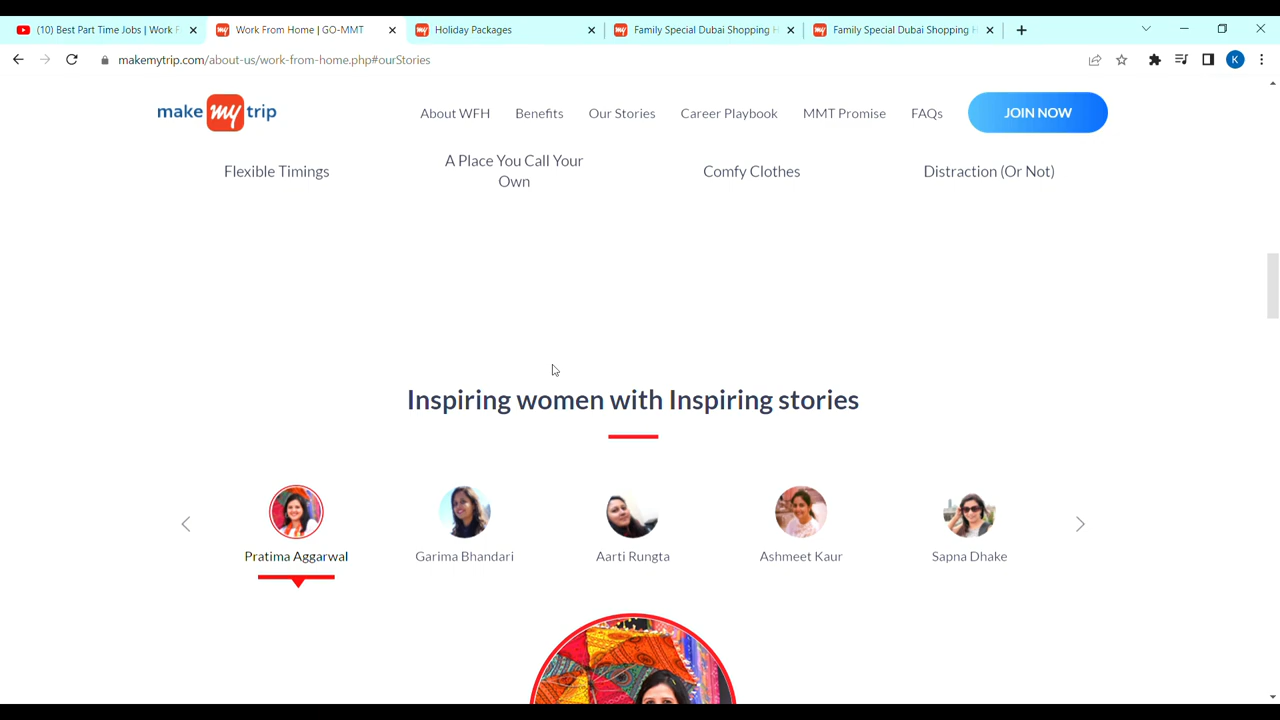 (10) Best Part Time Jobs | Work F
Work From Home | GO-MMT
Holiday Packages
Family Special Dubai Shopping H
Family Special Dubai Shopping H
makemytrip.com/about-us/work-from-home.php#ourStories
K
make my trip
About WFH
Benefits
Our Stories
Career Playbook
MMT Promise
FAQs
JOIN NOW
Flexible Timings
A Place You Call Your
Own
Comfy Clothes
Distraction (Or Not)
Inspiring women with Inspiring stories
Pratima Aggarwal
Garima Bhandari
Aarti Rungta
Ashmeet Kaur
Sapna Dhake